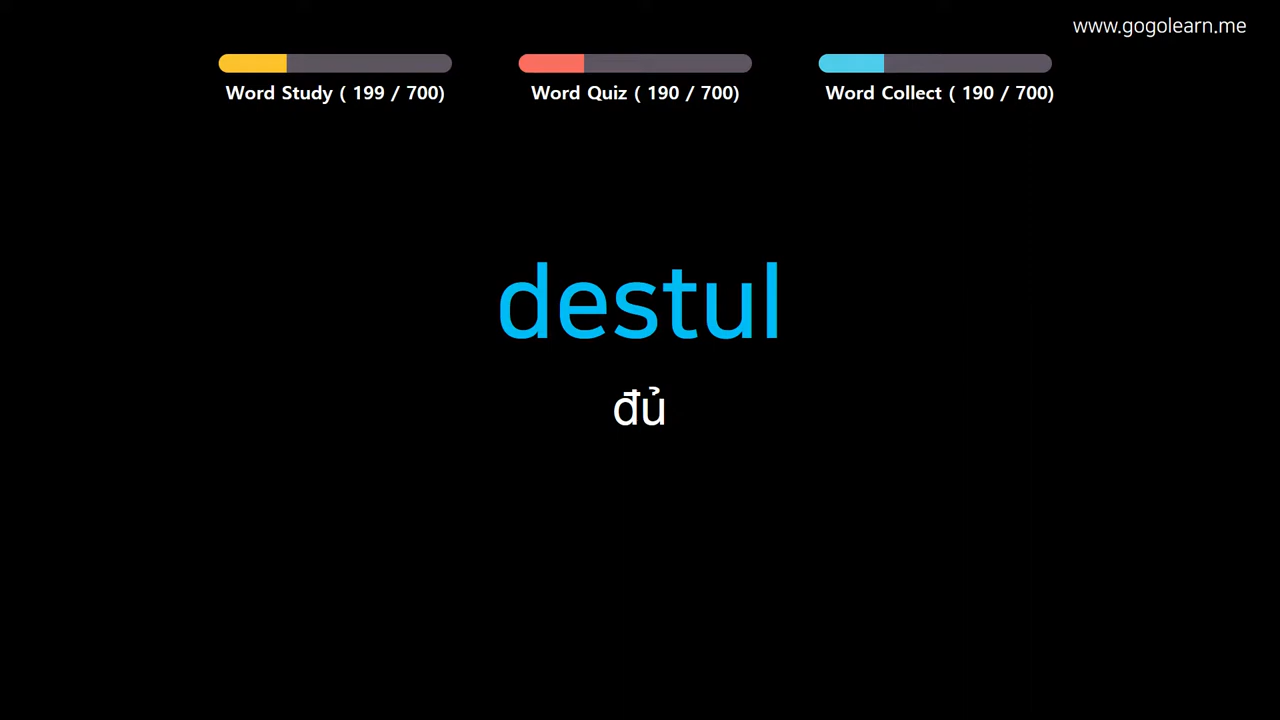 www.gogolearn.me
Word Study ( 199 / 700)
Word Quiz ( 190 / 700)
Word Collect ( 190 / 700)
destul
đủ